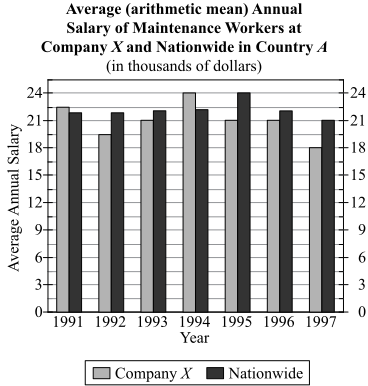 Average (arithmetic mean) Annual
Salary of Maintenance Workers at
Company X and Nationwide in Country A
(in thousands of dollars)
24 24
21 21
18 18
15 15
12 12
9 9
6 6
3 3
0 0
Average Annual Salary
1991 1992 1993 1994 1995 1996 1997
Year
Company X Nationwide